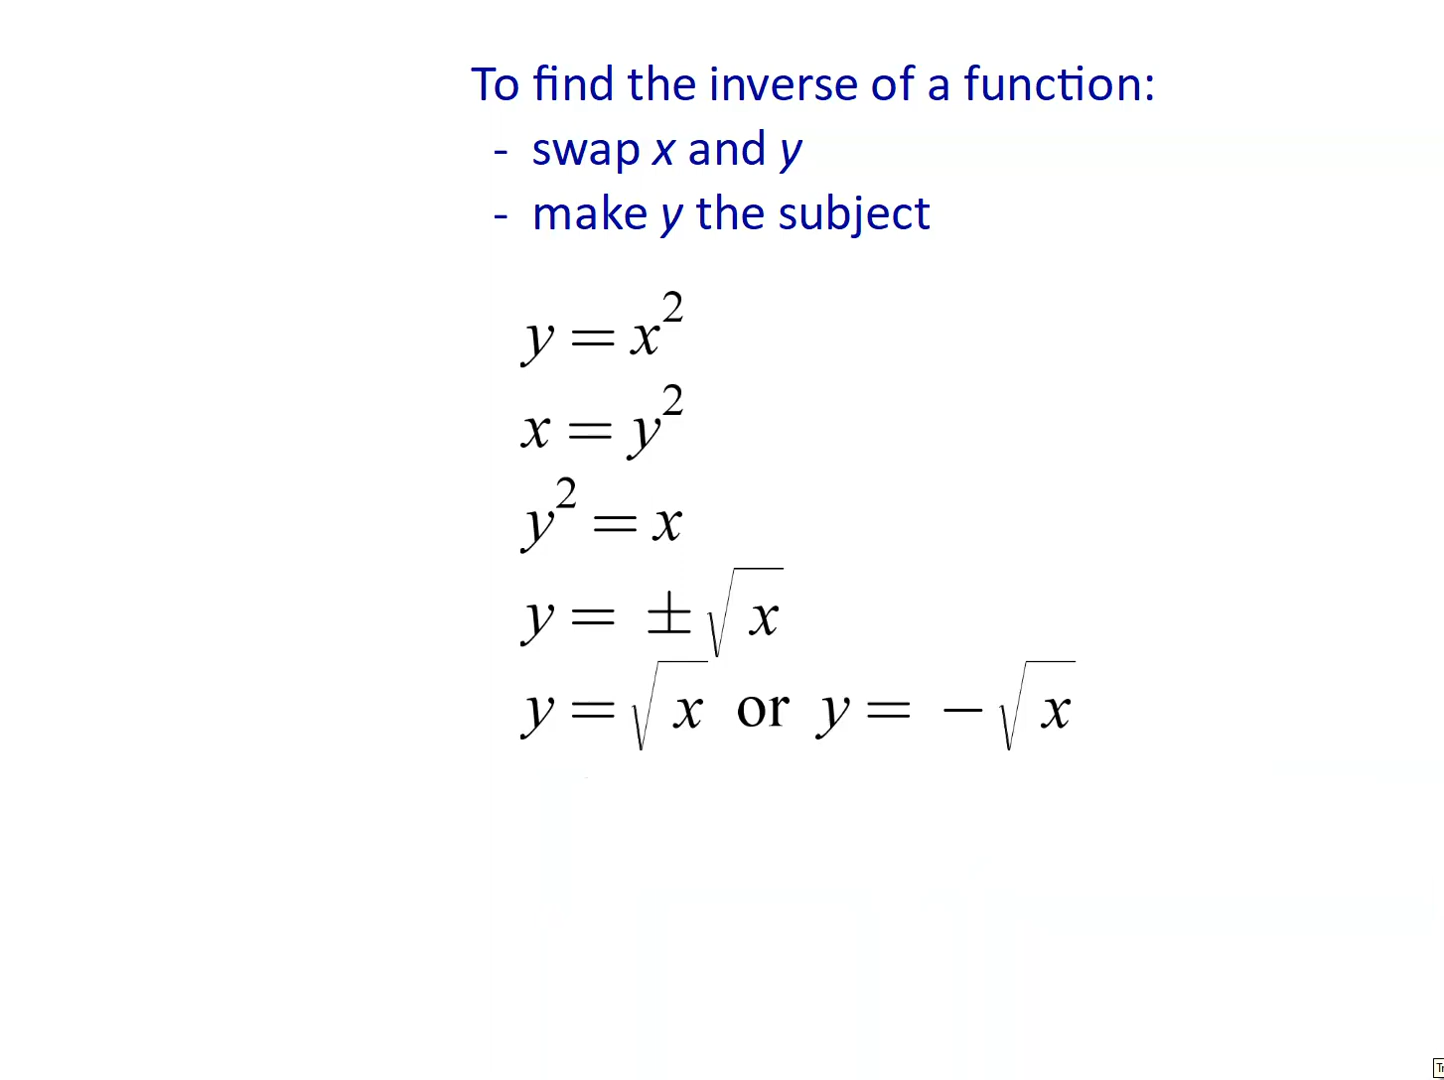 To find the inverse of a function:
- swap x and y
- make y the subject
y = x²
x = y²
y² = x
y = ±√x
y = √x or y = −√x